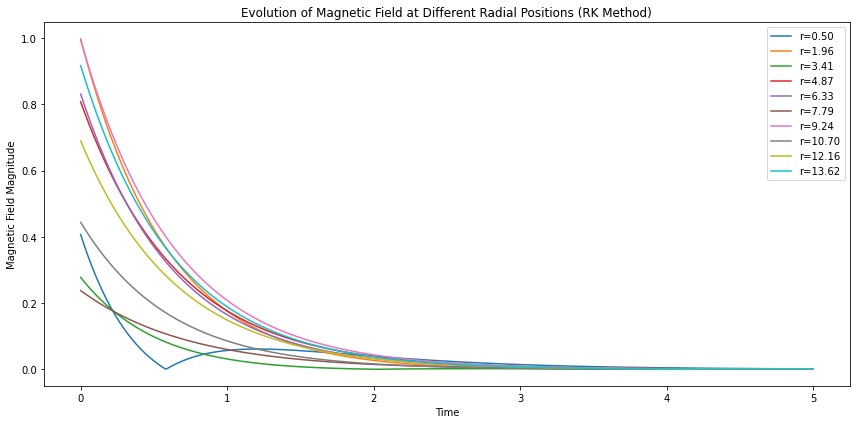 Evolution of Magnetic Field at Different Radial Positions (RK Method)
Magnetic Field Magnitude
1.0
0.8
0.6
0.4
0.2
0.0
0 1 2 3 4 5
Time
r=0.50
r=1.96
r=3.41
r=4.87
r=6.33
r=7.79
r=9.24
r=10.70
r=12.16
r=13.62